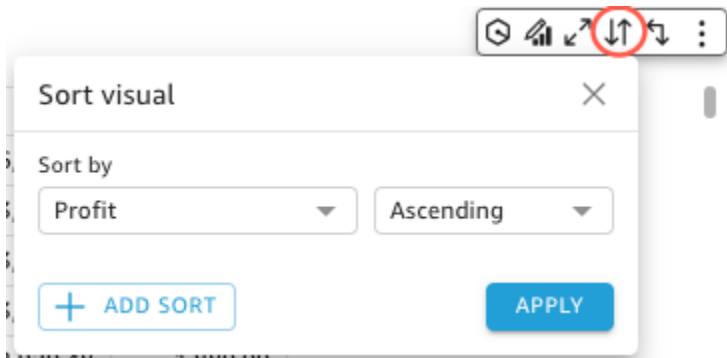 Sort visual
Sort by
Profit
Ascending
ADD SORT
APPLY